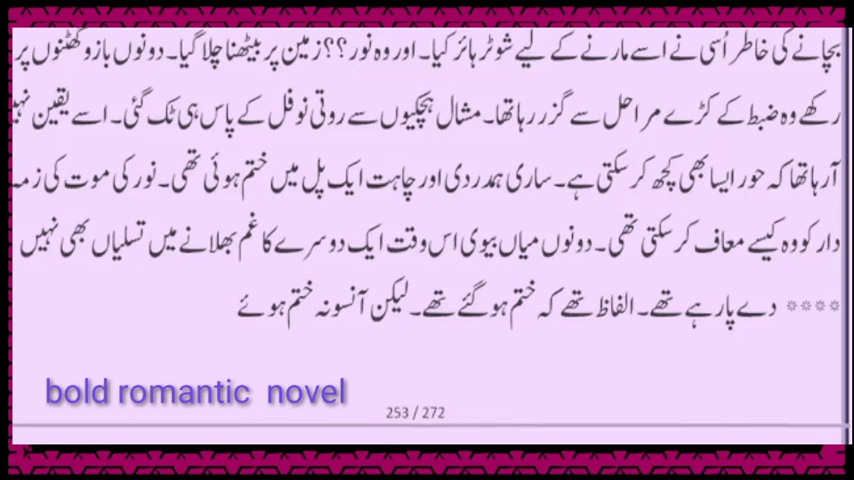 بچانے کی خاطر اُسی نے اسے مارنے کے لیے شوٹر ہائر کیا۔ اور وہ نور؟؟ زمین پر بیٹھنا چلا گیا۔ دونوں بازو گھٹنوں پر
رکھے وہ ضبط کے کڑے مراحل سے گزر رہا تھا۔ مشال ہچکیوں سے روتی نوفل کے پاس ہی ٹک گئی۔ اسے یقین نہیں
آرہا تھا کہ حور ایسا بھی کچھ کر سکتی ہے۔ ساری ہمدردی اور چاہت ایک پل میں ختم ہوئی تھی۔ نور کی موت کی زمہ
دار کو وہ کیسے معاف کر سکتی تھی۔ دونوں میاں بیوی اس وقت ایک دوسرے کا غم بھلانے میں تسلیاں بھی نہیں
**** دے پار ہے تھے۔ الفاظ تھے کہ ختم ہو گئے تھے۔ لیکن آنسو نہ ختم ہوئے
bold romantic novel
253 / 272